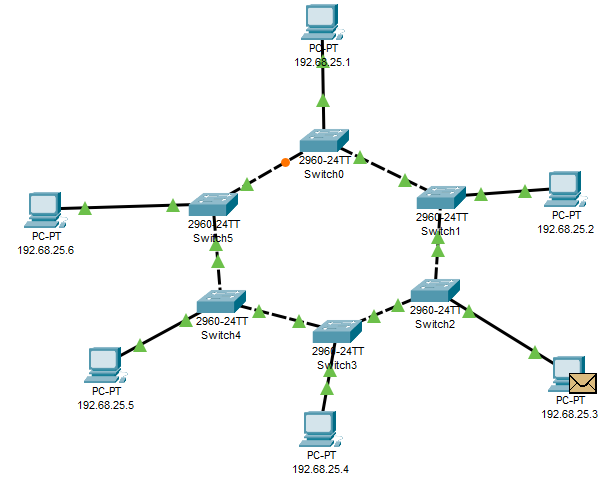 PC-PT
192.68.25.1
2960-24TT
Switch0
2960-24TT
Switch5
2960-24TT
Switch1
PC-PT
192.68.25.2
PC-PT
192.68.25.6
2960-24TT
Switch4
2960-24TT
Switch2
2960-24TT
Switch3
PC-PT
192.68.25.5
PC-PT
192.68.25.3
PC-PT
192.68.25.4